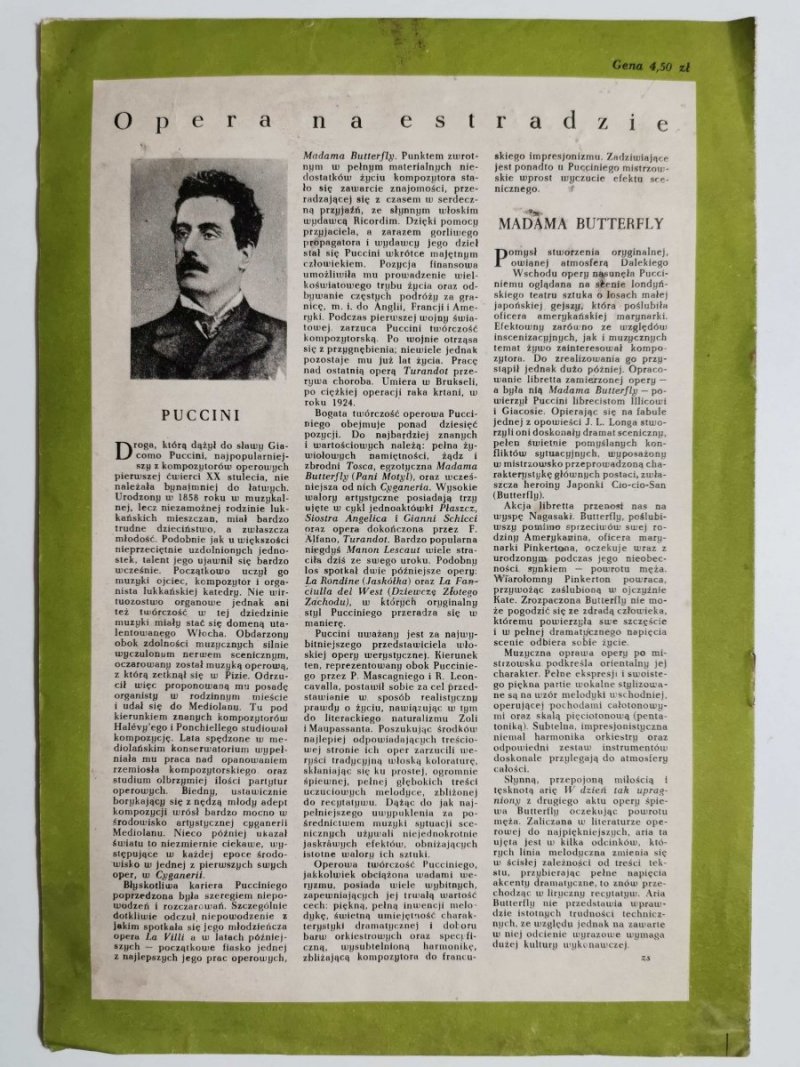 Cena 4,50 zł
Opera na estradzie
PUCCINI
Droga, którą dążył do sławy Gia-
como Puccini, najpopularniej-
szy z kompozytorów operowych
pierwszej ćwierci XX stulecia, nie
należała bynajmniej do łatwych.
Urodzony w 1858 roku w muzykal-
nej, lecz niezamożnej rodzinie luk-
kańskich mieszczan, miał bardzo
trudne dzieciństwo, a zwłaszcza
młodość. Podobnie jak u większości
nieprzeciętnie uzdolnionych jedno-
stek, talent jego ujawnił się bardzo
wcześnie. Początkowo uczył go
muzyki ojciec, kompozytor i orga-
nista lukkańskiej katedry. Nie wir-
tuozostwo organowe jednak ani
też twórczość w tej dziedzinie
muzyki miały stać się domeną uta-
lentowanego Włocha. Obdarzony
obok zdolności muzycznych silnie
wyczulonym nerwem scenicznym,
oczarowany został muzyką operową,
z którą zetknął się w Pizie. Odrzu-
cił więc proponowaną mu posadę
organisty w rodzinnym mieście
i udał się do Mediolanu. Tu pod
kierunkiem znanych kompozytorów
Halévy'ego i Ponchiellego studiował
kompozycję. Lata spędzone w me-
diolańskim konserwatorium wypeł-
niała mu praca nad opanowaniem
rzemiosła kompozytorskiego oraz
studium olbrzymiej ilości partytur
operowych. Biedny, ustawicznie
borykający się z nędzą młody adept
kompozycji wrósł bardzo mocno w
środowisko artystycznej cyganerii
Mediolanu. Nieco później ukazał
światu to niezmiernie ciekawe, wy-
stępujące w każdej epoce środo-
wisko w jednej z pierwszych swych
oper, w Cyganerii.
Błyskotliwa kariera Pucciniego
poprzedzona była szeregiem niepo-
wodzeń i rozczarowań. Szczególnie
dotkliwie odczuł niepowodzenie z
jakim spotkała się jego młodzieńcza
opera La Villi a w latach później-
szych — początkowe fiasko jednej
z najlepszych jego prac operowych,
Madama Butterfly. Punktem zwrot-
nym w pełnym materialnych nie-
dostatków życiu kompozytora sta-
ło się zawarcie znajomości, prze-
radzającej się z czasem w serdecz-
ną przyjaźń, ze słynnym włoskim
wydawcą Ricordim. Dzięki pomocy
przyjaciela, a zarazem gorliwego
propagatora i wydawcy jego dzieł
stał się Puccini wkrótce majętnym
człowiekiem. Pozycja finansowa
umożliwiła mu prowadzenie wiel-
koświatowego trybu życia oraz od-
bywanie częstych podróży za gra-
nicę, m. i. do Anglii, Francji i Ame-
ryki. Podczas pierwszej wojny świa-
towej zarzuca Puccini twórczość
kompozytorską. Po wojnie otrząsa
się z przygnębienia; niewiele jednak
pozostaje mu już lat życia. Pracę
nad ostatnią operą Turandot prze-
rywa choroba. Umiera w Brukseli,
po ciężkiej operacji raka krtani, w
roku 1924.
Bogata twórczość operowa Pucci-
niego obejmuje ponad dziesięć
pozycji. Do najbardziej znanych
i wartościowych należą: pełna ży-
wiołowych namiętności, żądz i
zbrodni Tosca, egzotyczna Madama
Butterfly (Pani Motyl), oraz wcześ-
niejsza od nich Cyganeria. Wysokie
walory artystyczne posiadają trzy
ujęte w cykl jednoaktówki Płaszcz,
Siostra Angelica i Gianni Schicci
oraz opera dokończona przez F.
Alfano, Turandot. Bardzo popularna
niegdyś Manon Lescaut wiele stra-
ciła dziś ze swego uroku. Podobny
los spotkał dwie późniejsze opery
La Rondine (Jaskółka) oraz La Fan-
ciulla del West (Dziewczę Złotego
Zachodu), w których oryginalny
styl Pucciniego przeradza się w
manierę.
Puccini uważany jest za najwy-
bitniejszego przedstawiciela wło-
skiej opery werystycznej. Kierunek
ten, reprezentowany obok Puccinie-
go przez P. Mascagniego i R. Leon-
cavalla, postawił sobie za cel przed-
stawianie w sposób realistyczny
prawdy o życiu, nawiązując w tym
do literackiego naturalizmu Zoli
i Maupassanta. Poszukując środków
najlepiej odpowiadających treścio-
wej stronie ich oper zarzucili we-
ryści tradycyjną włoską koloraturę,
skłaniając się ku prostej, ogromnie
śpiewnej, pełnej głębokich treści
uczuciowych melodyce, zbliżonej
do recytatywu. Dążąc do jak naj-
pełniejszego uwypuklenia za po-
średnictwem muzyki sytuacji sce-
nicznych używali niejednokrotnie
jaskrawych efektów, obniżających
istotne walory ich sztuki.
Operowa twórczość Pucciniego,
jakkolwiek obciążona wadami we-
ryzmu, posiada wiele wybitnych,
zapewniających jej trwałą wartość
cech: piękną, pełną inwencji melo-
dykę, świetną umiejętność charak-
terystyki dramatycznej i doboru
barw orkiestrowych oraz specyfi-
czną, wysubtelnioną harmonikę,
zbliżającą kompozytora do francu-
skiego impresjonizmu. Zadziwiające
jest ponadto u Pucciniego mistrzow-
skie wprost wyczucie efektu sce-
nicznego.
MADAMA BUTTERFLY
Pomysł stworzenia oryginalnej,
owianej atmosferą Dalekiego
Wschodu opery nasunęła Pucci-
niemu oglądana na scenie londyń-
skiego teatru sztuka o losach małej
japońskiej gejszy, która poślubiła
oficera amerykańskiej marynarki.
Efektowny zarówno ze względów
inscenizacyjnych, jak i muzycznych
temat żywo zainteresował kompo-
zytora. Do zrealizowania go przy-
stąpił jednak dużo później. Opraco-
wanie libretta zamierzonej opery —
a była nią Madama Butterfly — po-
wierzył Puccini librecistom Illicowi
i Giacosie. Opierając się na fabule
jednej z opowieści J. L. Longa stwo-
rzyli oni doskonały dramat sceniczny,
pełen świetnie pomyślanych kon-
fliktów sytuacyjnych, wyposażony
w mistrzowsko przeprowadzoną cha-
rakterystykę głównych postaci, zwła-
szcza heroiny Japonki Cio-cio-San
(Butterfly).
Akcja libretta przenosi nas na
wyspę Nagasaki. Butterfly, poślubi-
wszy pomimo sprzeciwów swej ro-
dziny Amerykanina, oficera mary-
narki Pinkertona, oczekuje wraz z
urodzonym podczas jego nieobec-
ności synkiem — powrotu męża.
Wiarołomny Pinkerton powraca,
przywożąc zaślubioną w ojczyźnie
Kate. Zrozpaczona Butterfly nie mo-
że pogodzić się ze zdradą człowieka,
któremu powierzyła swe szczęście
i w pełnej dramatycznego napięcia
scenie odbiera sobie życie.
Muzyczna oprawa opery po mi-
strzowsku podkreśla orientalny jej
charakter. Pełne ekspresji i swoiste-
go piękna partie wokalne stylizowa-
ne są na wzór melodyki wschodniej,
operującej pochodami całotonowy-
mi oraz skalą pięciotonową (penta-
toniką). Subtelna, impresjonistyczna
niemal harmonika orkiestry oraz
odpowiedni zestaw instrumentów
doskonale przylegają do atmosfery
całości.
Słynną, przepojoną miłością i
tęsknotą arię W dzień tak uprag-
niony z drugiego aktu opery śpie-
wa Butterfly oczekując powrotu
męża. Zaliczana w literaturze ope-
rowej do najpiękniejszych, aria ta
ujęta jest w kilka odcinków, któ-
rych linia melodyczna zmienia się
w ścisłej zależności od treści tek-
stu, przybierając pełne napięcia
akcenty dramatyczne, to znów prze-
chodząc w liryczny recytatyw. Aria
Butterfly nie przedstawia wpraw-
dzie istotnych trudności technicz-
nych, ze względu jednak na zawarte
w niej odcienie wyrazowe wymaga
dużej kultury wykonawczej.
zs